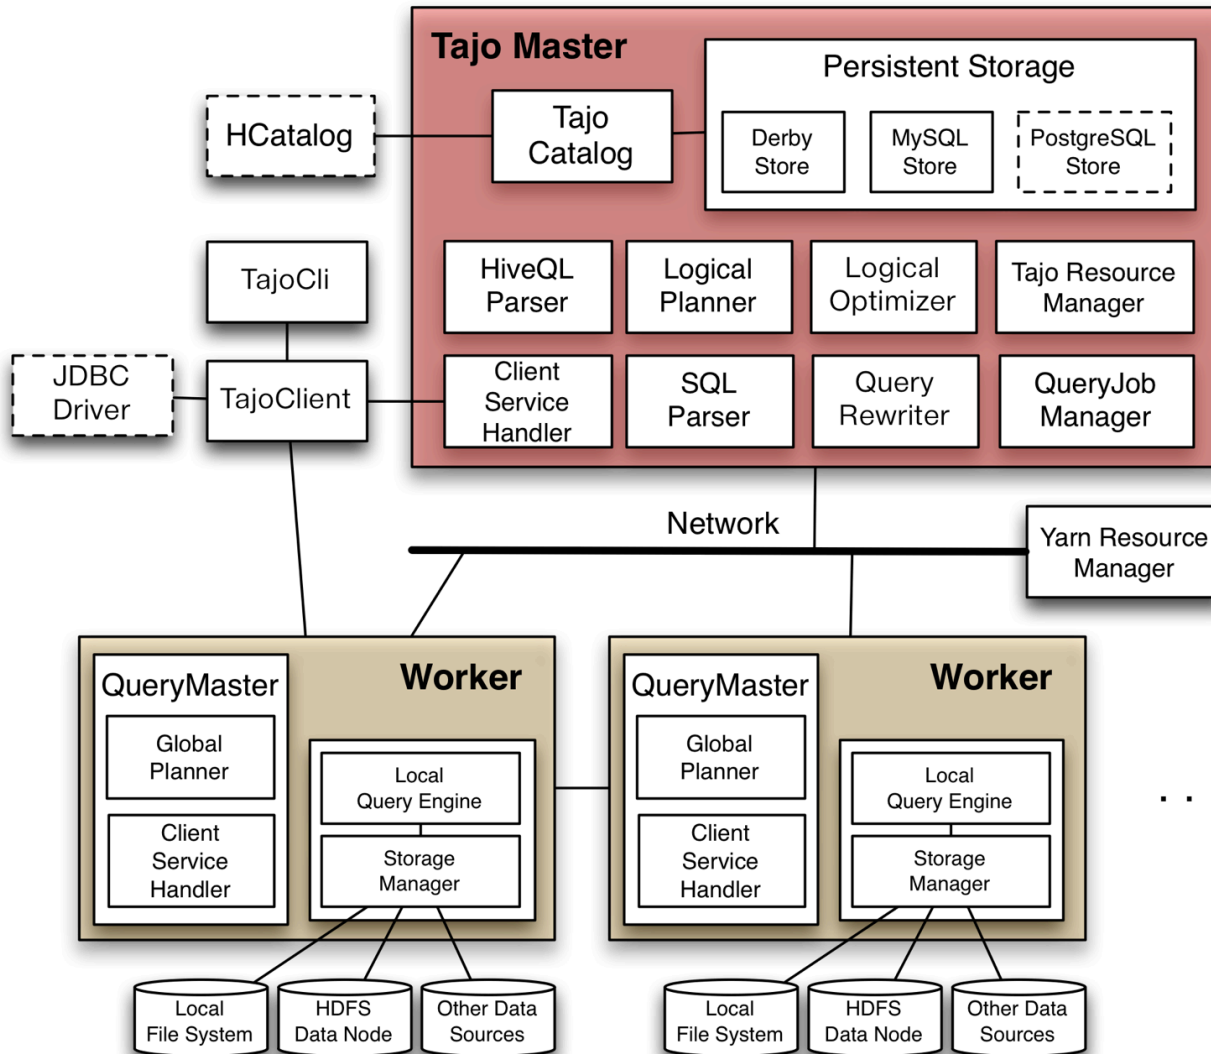 Tajo Master
Persistent Storage
HCatalog
Tajo
Catalog
Derby
Store
MySQL
Store
PostgreSQL
Store
TajoCli
HiveQL
Parser
Logical
Planner
Logical
Optimizer
Tajo Resource
Manager
JDBC
Driver
TajoClient
Client
Service
Handler
SQL
Parser
Query
Rewriter
QueryJob
Manager
Network
Yarn Resource
Manager
QueryMaster
Worker
Global
Planner
Client
Service
Handler
Local
Query Engine
Storage
Manager
QueryMaster
Worker
Global
Planner
Client
Service
Handler
Local
Query Engine
Storage
Manager
. .
Local
File System
HDFS
Data Node
Other Data
Sources
Local
File System
HDFS
Data Node
Other Data
Sources